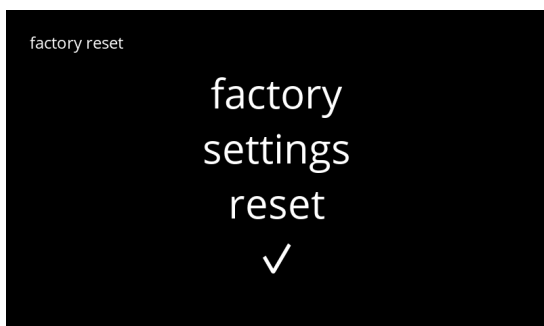 factory reset
factory
settings
reset
✓